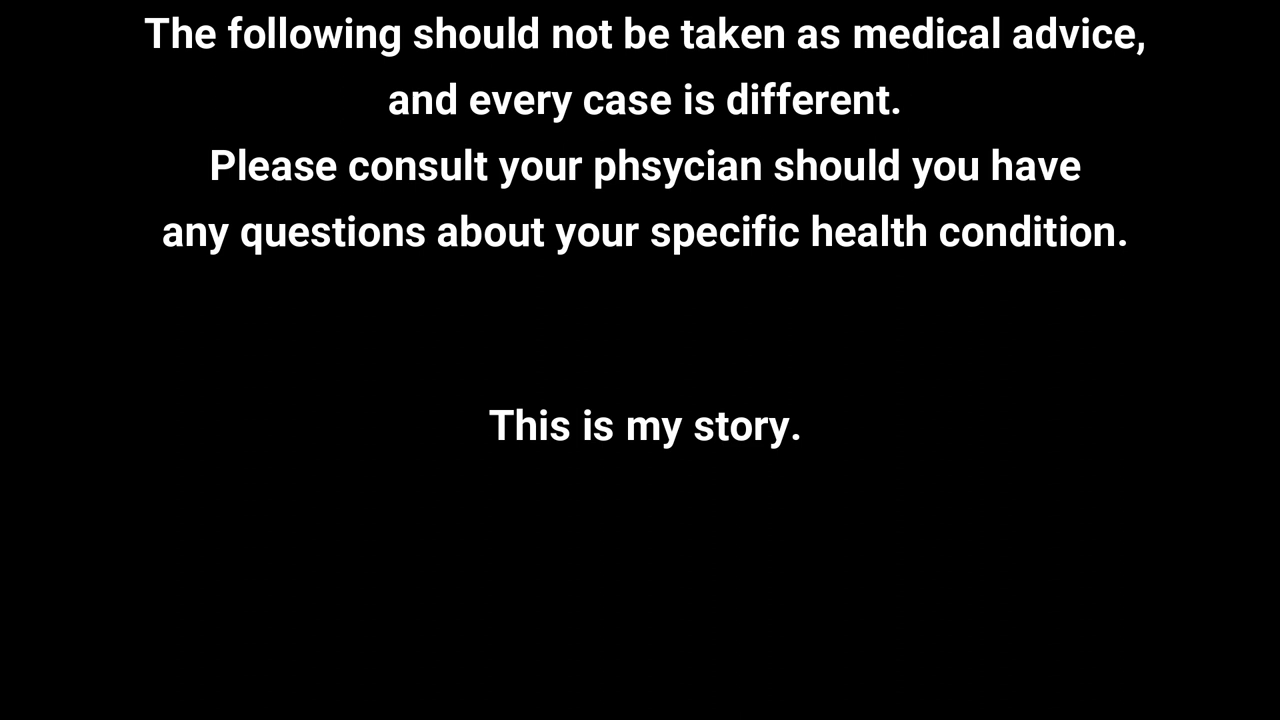 The following should not be taken as medical advice,
and every case is different.
Please consult your phsycian should you have
any questions about your specific health condition.
This is my story.